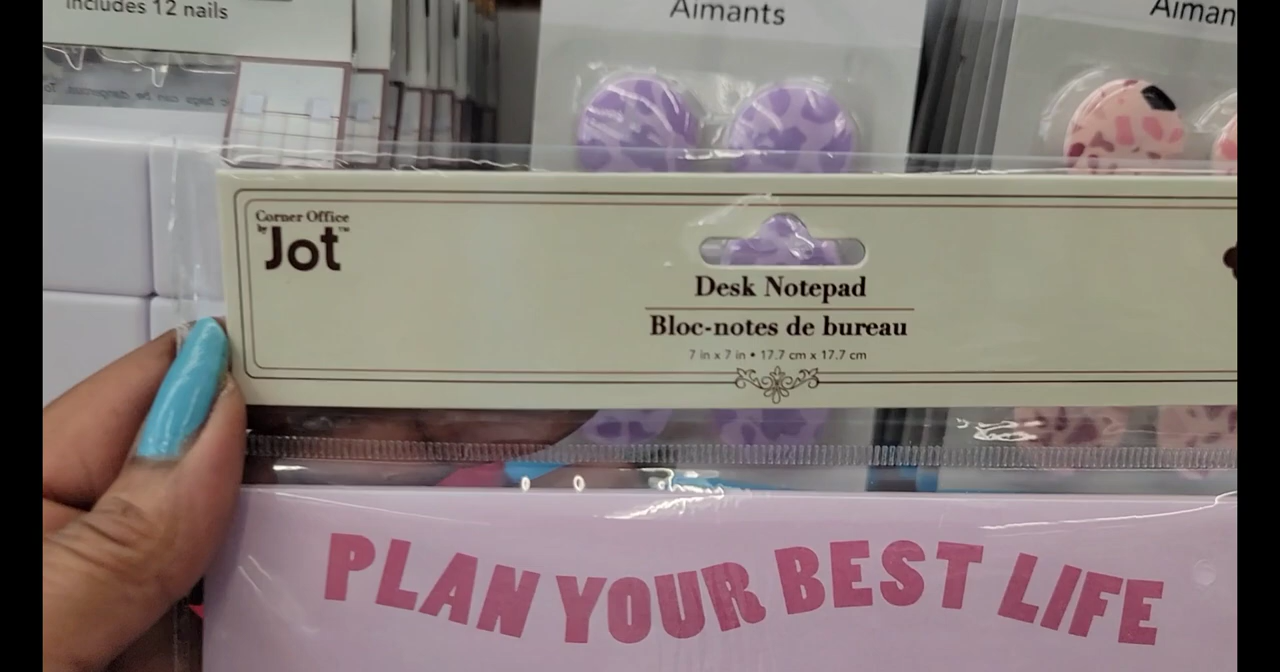 includes 12 nails
Aimants
Aiman
Corner Office
by
Jot™
Desk Notepad
Bloc-notes de bureau
7 in x 7 in • 17.7 cm x 17.7 cm
PLAN YOUR BEST LIFE